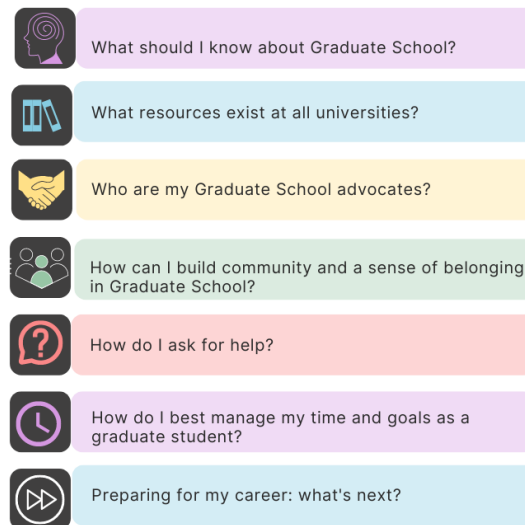 What should I know about Graduate School?
What resources exist at all universities?
Who are my Graduate School advocates?
How can I build community and a sense of belonging
in Graduate School?
How do I ask for help?
How do I best manage my time and goals as a
graduate student?
Preparing for my career: what's next?